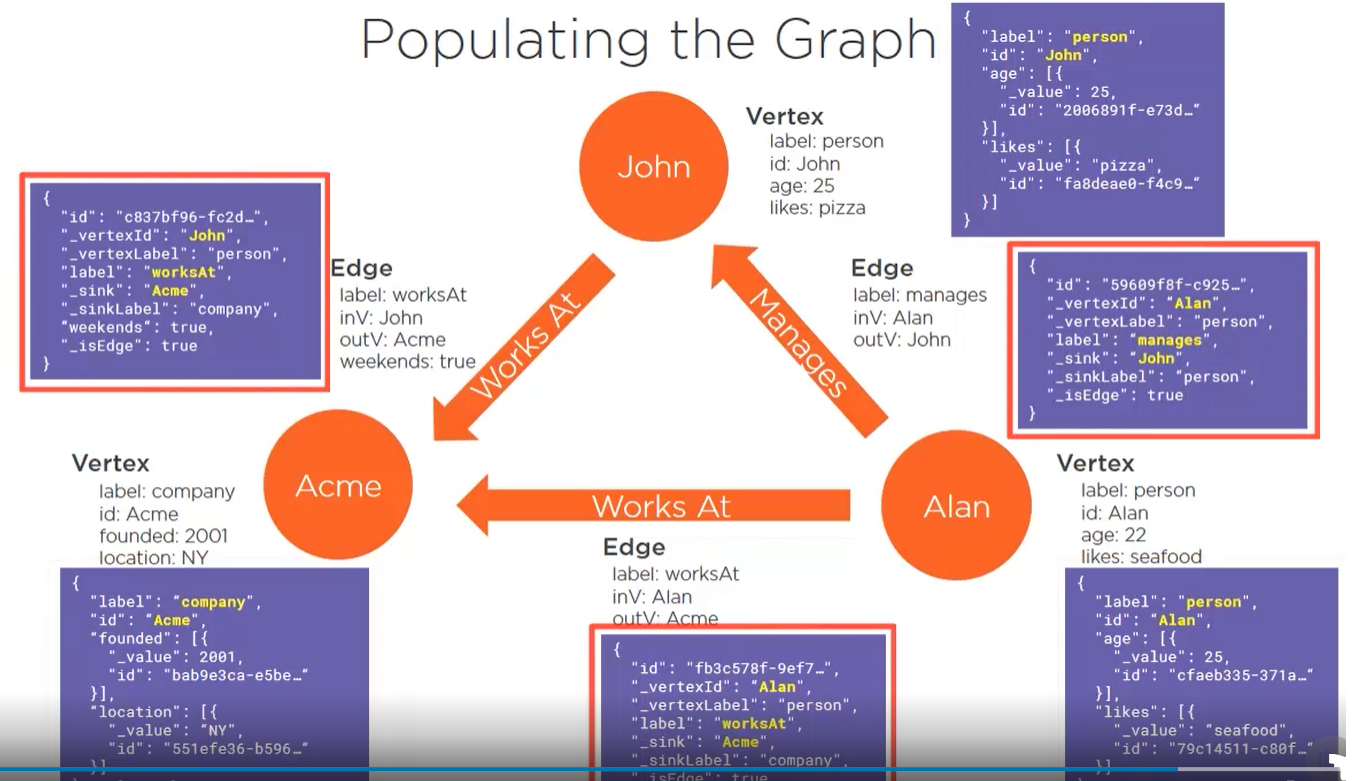 Populating the Graph
{
"label": "person",
"id": "John",
"age": [{
"_value": 25,
"id": "2006891f-e73d…“
}],
"likes": [{
"_value": "pizza",
"id": "fa8deae0-f4c9…“
}]
}
John
Vertex
label: person
id: John
age: 25
likes: pizza
{
"id": "c837bf96-fc2d…",
"_vertexId": "John",
"_vertexLabel": "person",
"label": "worksAt",
"_sink": "Acme",
"_sinkLabel": "company",
“weekends": true,
"_isEdge": true
}
Edge
label: worksAt
inV: John
outV: Acme
weekends: true
Works At
Manages
Edge
label: manages
inV: Alan
outV: John
{
"id": "59609f8f-c925…",
"_vertexId": “Alan",
"_vertexLabel": "person",
"label": "manages",
"_sink": “John",
"_sinkLabel": “person",
"_isEdge": true
}
Vertex
label: company
id: Acme
founded: 2001
location: NY
Acme
Works At
Alan
Vertex
label: person
id: Alan
age: 22
likes: seafood
Edge
label: worksAt
inV: Alan
outV: Acme
{
"label": “company",
"id": “Acme",
“founded": [{
"_value": 2001,
"id": "bab9e3ca-e5be…“
}],
“location": [{
"_value": “NY",
"id": "551efe36-b596…“
}]
{
"id": "fb3c578f-9ef7…",
"_vertexId": “Alan",
"_vertexLabel": "person",
"label": "worksAt",
"_sink": "Acme",
"_sinkLabel": "company",
"_isEdge": true
{
"label": "person",
"id": “Alan",
"age": [{
"_value": 25,
"id": "cfaeb335-371a…“
}],
"likes": [{
"_value": “seafood",
"id": "79c14511-c80f…“
}]